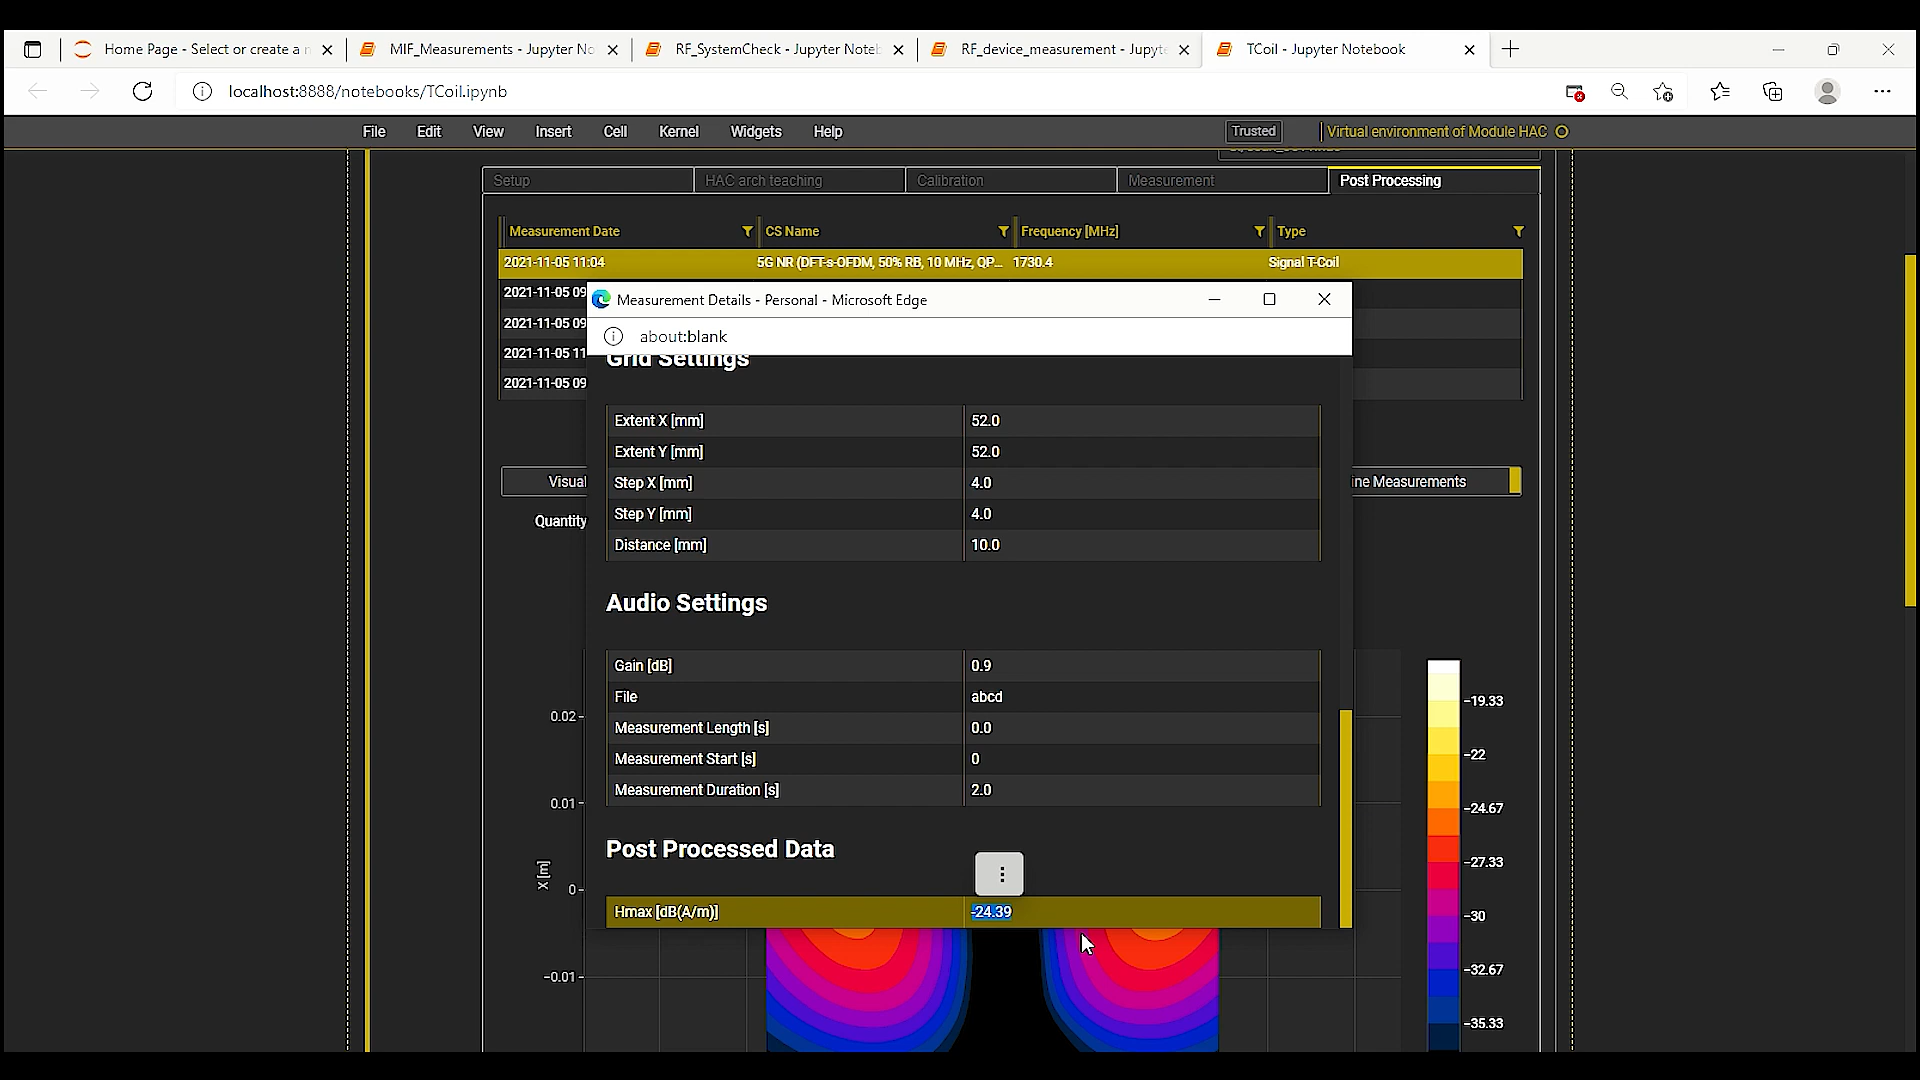 Home Page - Select or create a n
MIF_Measurements - Jupyter No
RF_SystemCheck - Jupyter Noteb
RF_device_measurement - Jupyte
TCoil - Jupyter Notebook
localhost:8888/notebooks/TCoil.ipynb
File Edit View Insert Cell Kernel Widgets Help
Trusted
Virtual environment of Module HAC
Setup HAC arch teaching Calibration Measurement Post Processing
Measurement Date CS Name Frequency [MHz] Type
2021-11-05 11:04 5G NR (DFT-s-OFDM, 50% RB, 10 MHz, QP... 1730.4 Signal T-Coil
2021-11-05 09
2021-11-05 09
2021-11-05 11
2021-11-05 09
Measurement Details - Personal - Microsoft Edge
about:blank
Grid Settings
Extent X [mm] 52.0
Extent Y [mm] 52.0
Step X [mm] 4.0
Step Y [mm] 4.0
Distance [mm] 10.0
Audio Settings
Gain [dB] 0.9
File abcd
Measurement Length [s] 0.0
Measurement Start [s] 0
Measurement Duration [s] 2.0
Post Processed Data
Hmax [dB(A/m)] -24.39
Visual
ine Measurements
Quantity
0.02
0.01
0
-0.01
X [m]
-19.33
-22
-24.67
-27.33
-30
-32.67
-35.33